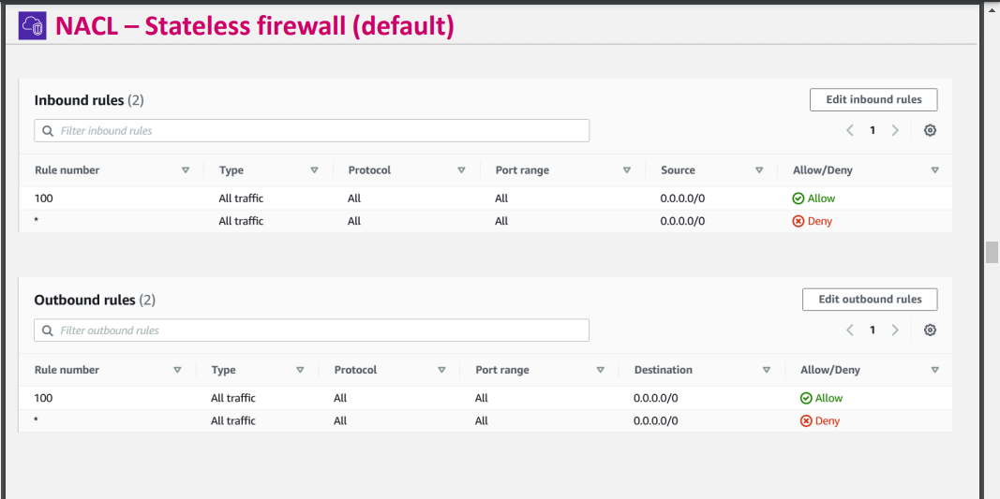 NACL – Stateless firewall (default)
Inbound rules (2)
Edit inbound rules
Filter inbound rules
1
Rule number Type Protocol Port range Source Allow/Deny
100 All traffic All All 0.0.0.0/0 Allow
* All traffic All All 0.0.0.0/0 Deny
Outbound rules (2)
Edit outbound rules
Filter outbound rules
1
Rule number Type Protocol Port range Destination Allow/Deny
100 All traffic All All 0.0.0.0/0 Allow
* All traffic All All 0.0.0.0/0 Deny